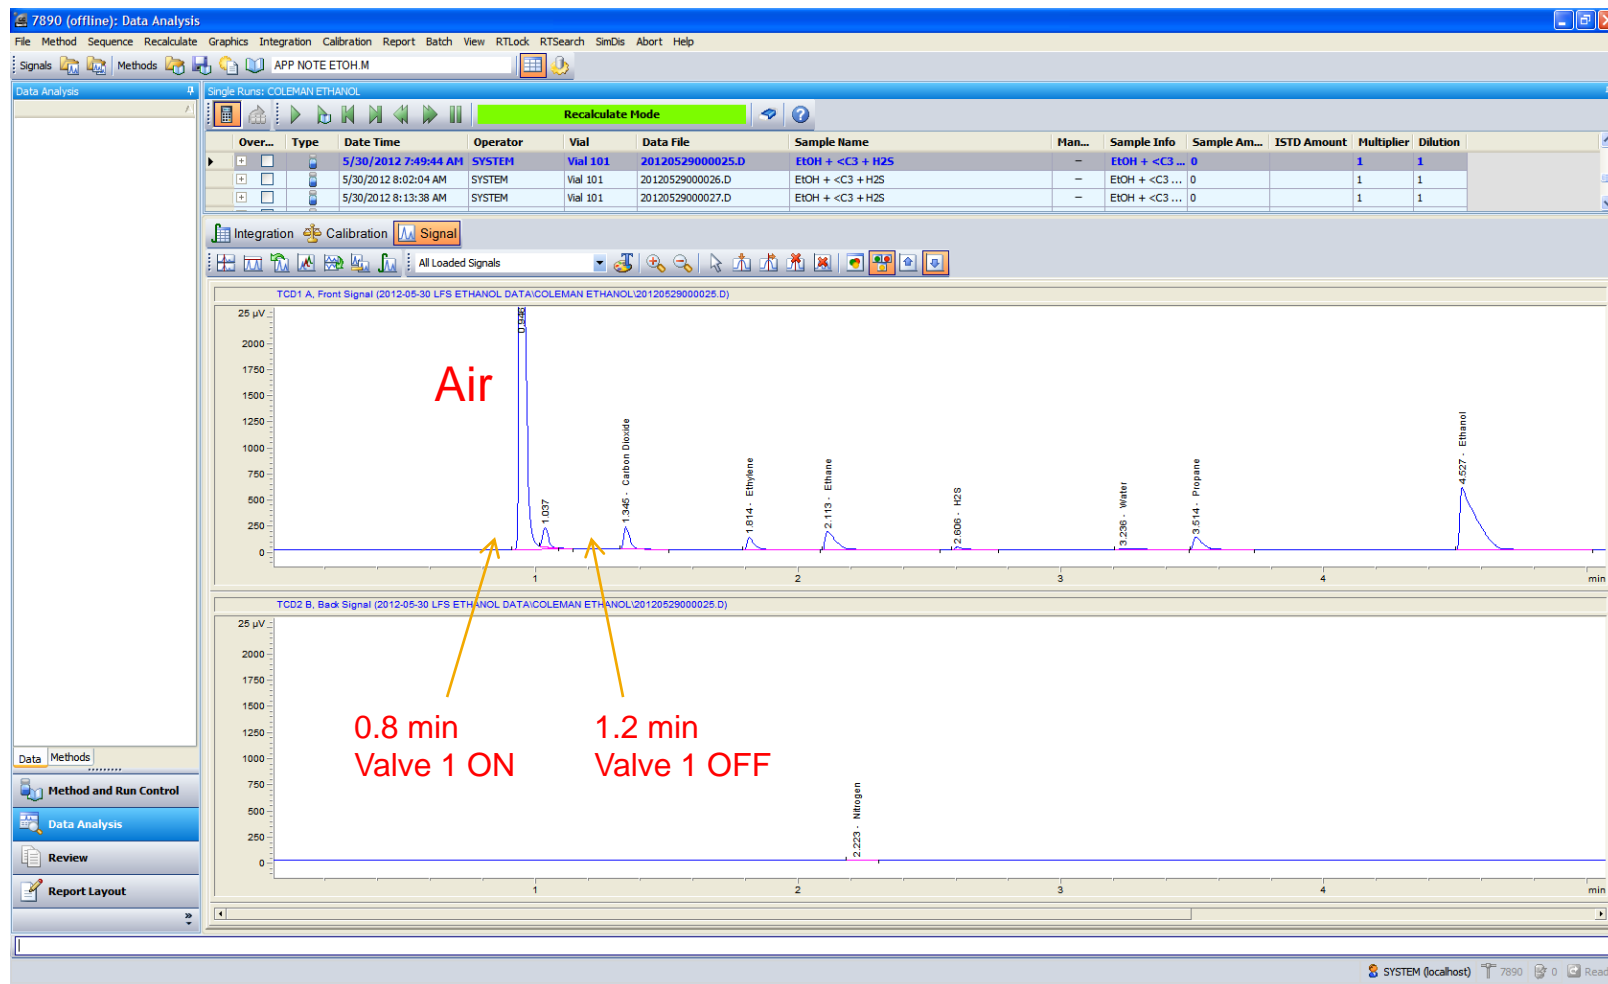 7890 (offline): Data Analysis
File Method Sequence Recalculate Graphics Integration Calibration Report Batch View RTLock RTSearch SimDis Abort Help
Signals Methods APP NOTE ETOH.M
Data Analysis
Single Runs: COLEMAN ETHANOL
Recalculate Mode
Over... Type Date Time Operator Vial Data File Sample Name Man... Sample Info Sample Am... ISTD Amount Multiplier Dilution
5/30/2012 7:49:44 AM SYSTEM Vial 101 20120529000025.D EtOH + <C3 + H2S – EtOH + <C3 ... 0 1 1
5/30/2012 8:02:04 AM SYSTEM Vial 101 20120529000026.D EtOH + <C3 +H2S – EtOH + <C3 ... 0 1 1
5/30/2012 8:13:38 AM SYSTEM Vial 101 20120529000027.D EtOH + <C3 +H2S – EtOH + <C3 ... 0 1 1
Integration Calibration Signal
All Loaded Signals
TCD1 A, Front Signal (2012-05-30 LFS ETHANOL DATA\COLEMAN ETHANOL\20120529000025.D)
25 µV
2000
1750
1500
1250
1000
750
500
250
0
0.946
Air
1.037
1.345 - Carbon Dioxide
1.814 - Ethylene
2.113 - Ethane
2.606 - H2S
3.236 - Water
3.514 - Propane
4.527 - Ethanol
1 2 3 4 min
TCD2 B, Back Signal (2012-05-30 LFS ETHANOL DATA\COLEMAN ETHANOL\20120529000025.D)
25 µV
2000
1750
1500
1250
1000
750
500
250
0
0.8 min
Valve 1 ON
1.2 min
Valve 1 OFF
2.223 - Nitrogen
1 2 3 4 min
Data Methods
Method and Run Control
Data Analysis
Review
Report Layout
SYSTEM (localhost) 7890 0 Read